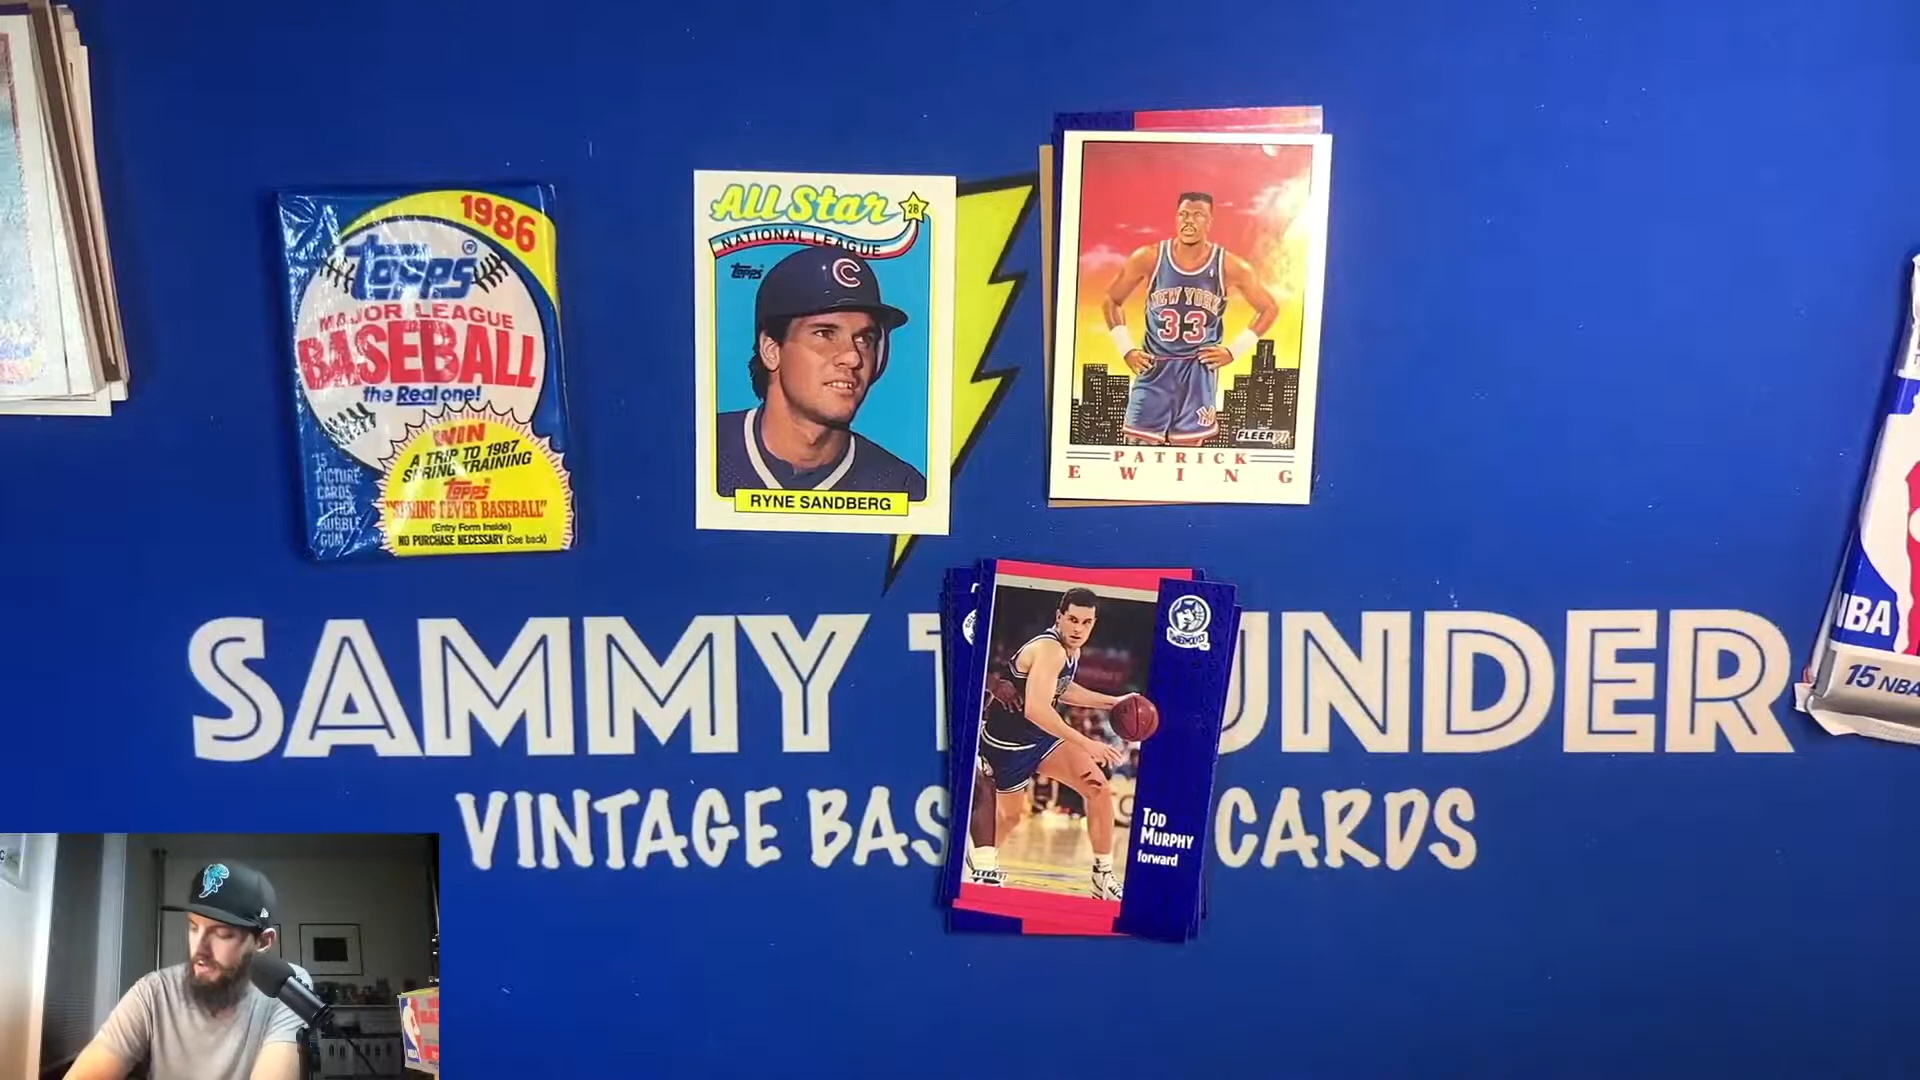 1986
Topps®
MAJOR LEAGUE
BASEBALL
the Real one!
WIN
A TRIP TO 1987
SPRING TRAINING
Topps
"SPRING FEVER BASEBALL"
(Entry Form Inside)
NO PURCHASE NECESSARY (See back)
15
PICTURE
CARDS
1 STICK
BUBBLE
GUM
All Star
2B
NATIONAL LEAGUE
Topps
C
RYNE SANDBERG
NEW YORK
33
FLEER '91
PATRICK
EWING
NBA
15 NBA
SAMMY T UNDER
VINTAGE BAS CARDS
TOD
MURPHY
forward
FLEER '91